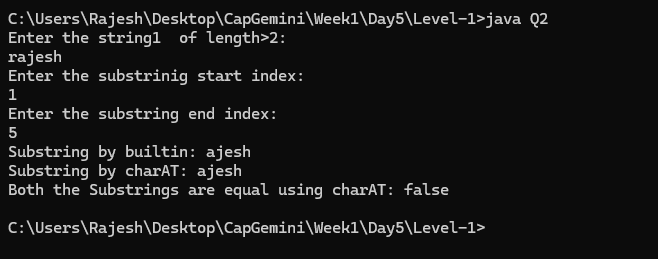 C:\Users\Rajesh\Desktop\CapGemini\Week1\Day5\Level-1>java Q2
Enter the string1  of length>2:
rajesh
Enter the substrinig start index:
1
Enter the substring end index:
5
Substring by builtin: ajesh
Substring by charAT: ajesh
Both the Substrings are equal using charAT: false
C:\Users\Rajesh\Desktop\CapGemini\Week1\Day5\Level-1>